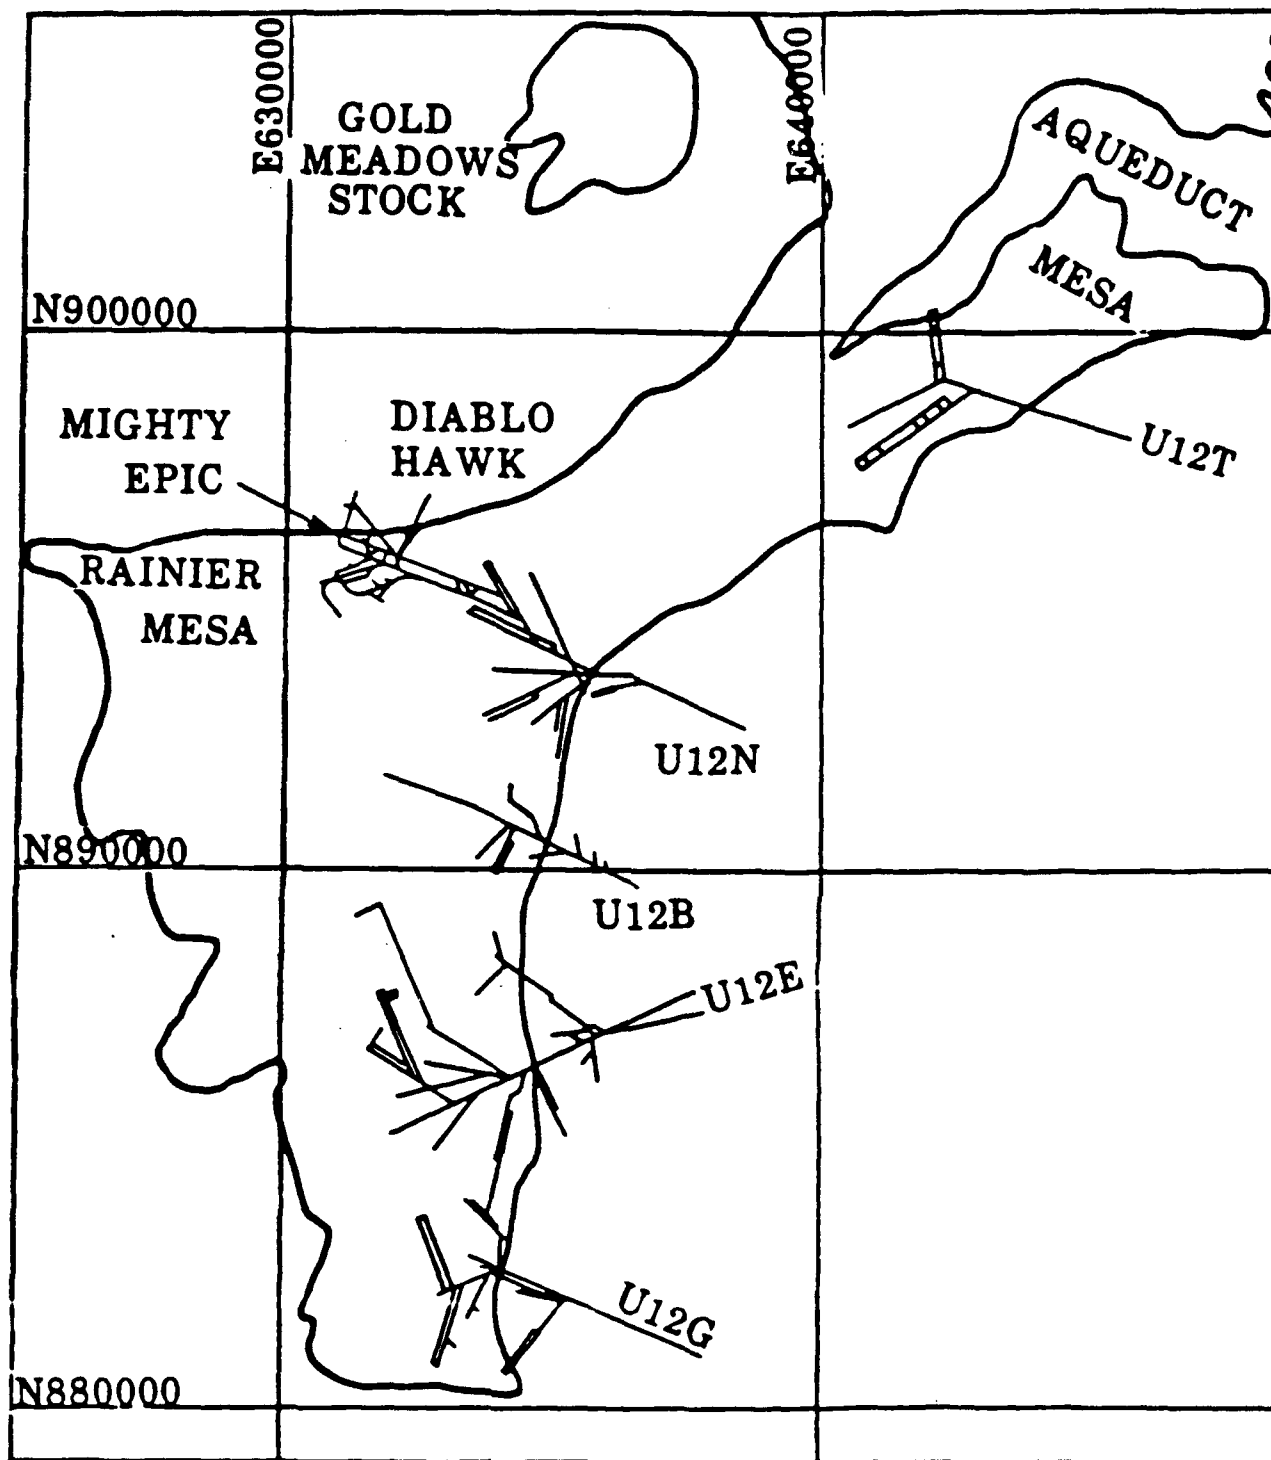 E630000
E640000
GOLD
MEADOWS
STOCK
AQUEDUCT
MESA
N900000
MIGHTY
EPIC
DIABLO
HAWK
U12T
RAINIER
MESA
U12N
N890000
U12B
U12E
U12G
N880000